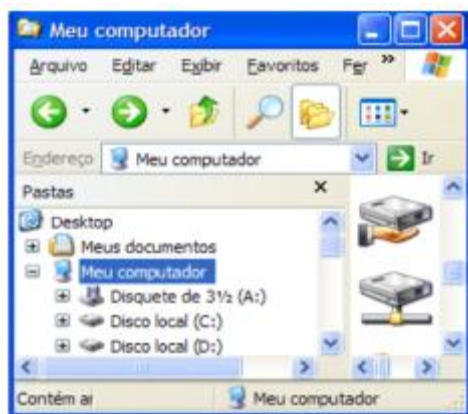 Meu computador
Arquivo Editar Exibir Favoritos Fer »
Endereço Meu computador Ir
Pastas x
Desktop
Meus documentos
Meu computador
Disquete de 3½ (A:)
Disco local (C:)
Disco local (D:)
Contém ar Meu computador